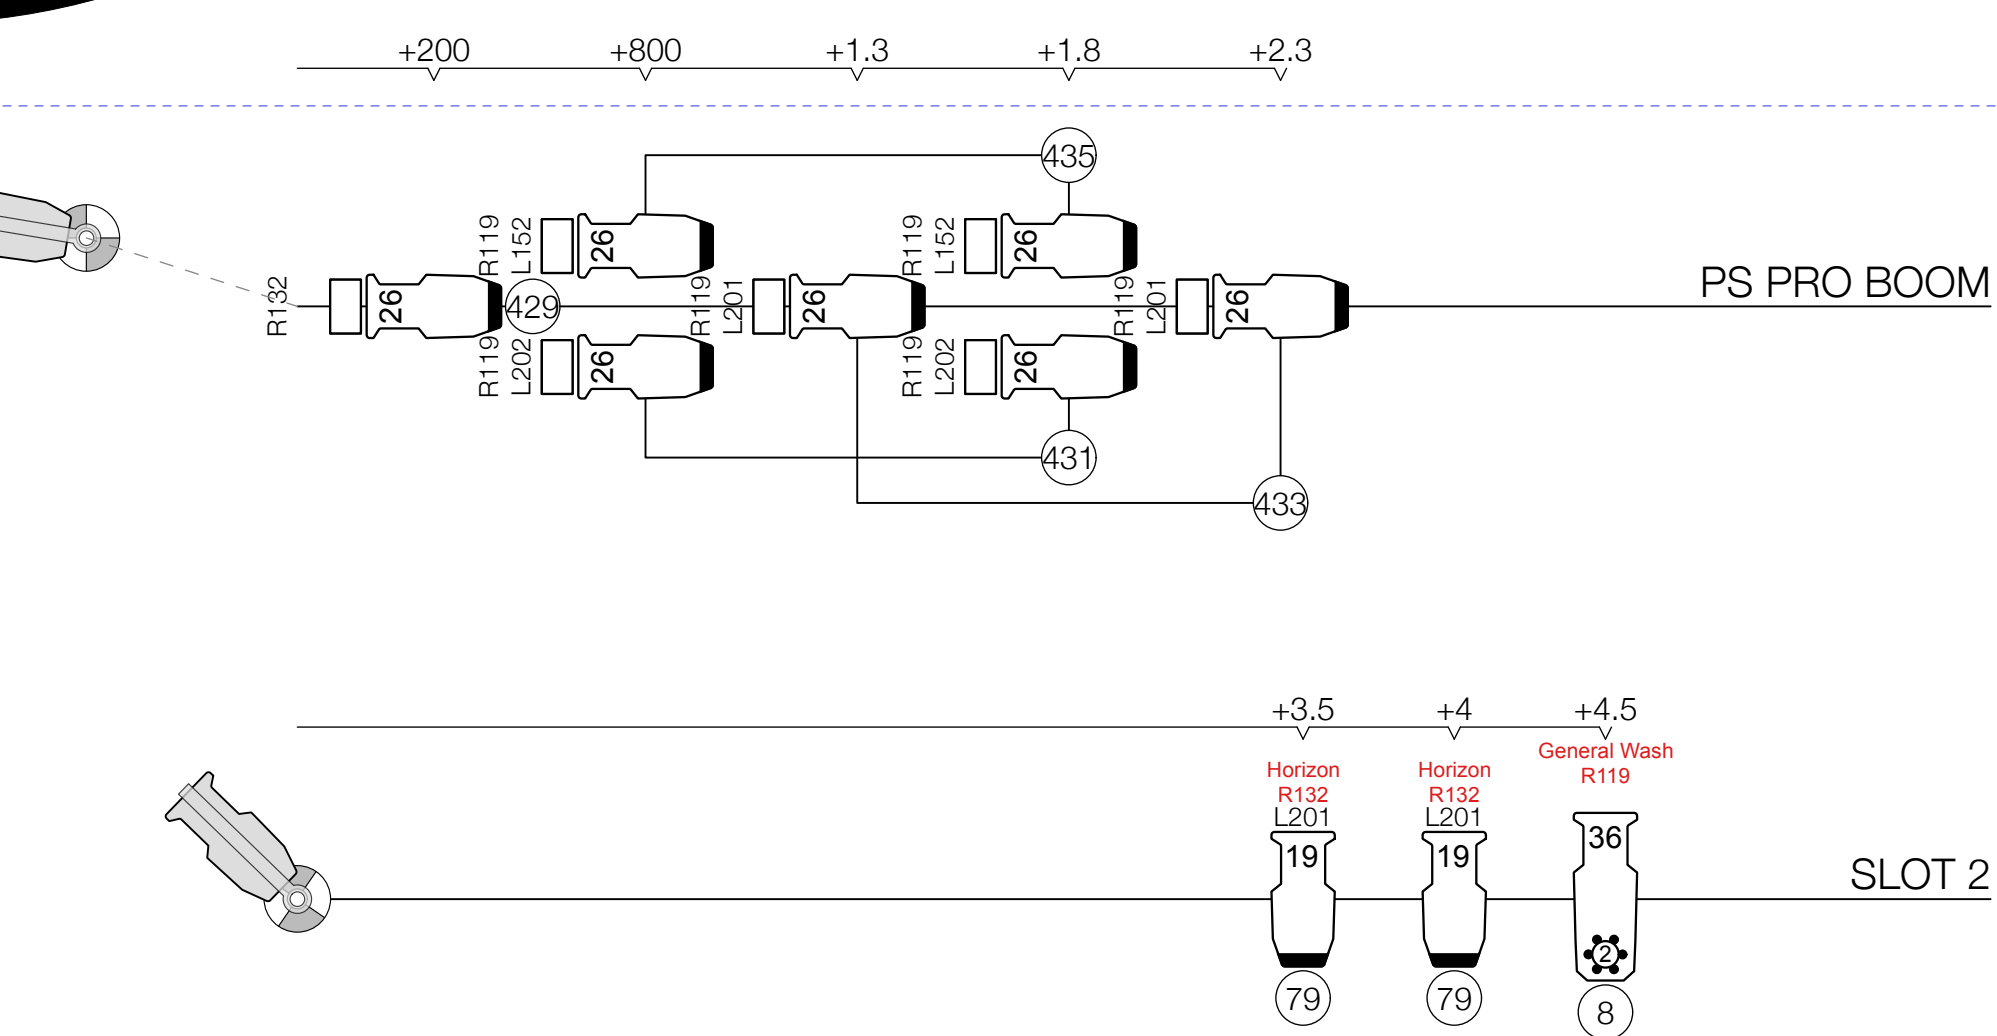 +200 +800 +1.3 +1.8 +2.3
435
R119 L152 26 R119 L152 26
R132 26 429 R119 L201 26 R119 L201 26 PS PRO BOOM
R119 L202 26 R119 L202 26
431
433
+3.5 +4 +4.5
General Wash
Horizon Horizon R119
R132 R132
L201 L201
19 19 36
SLOT 2
2
79 79 8